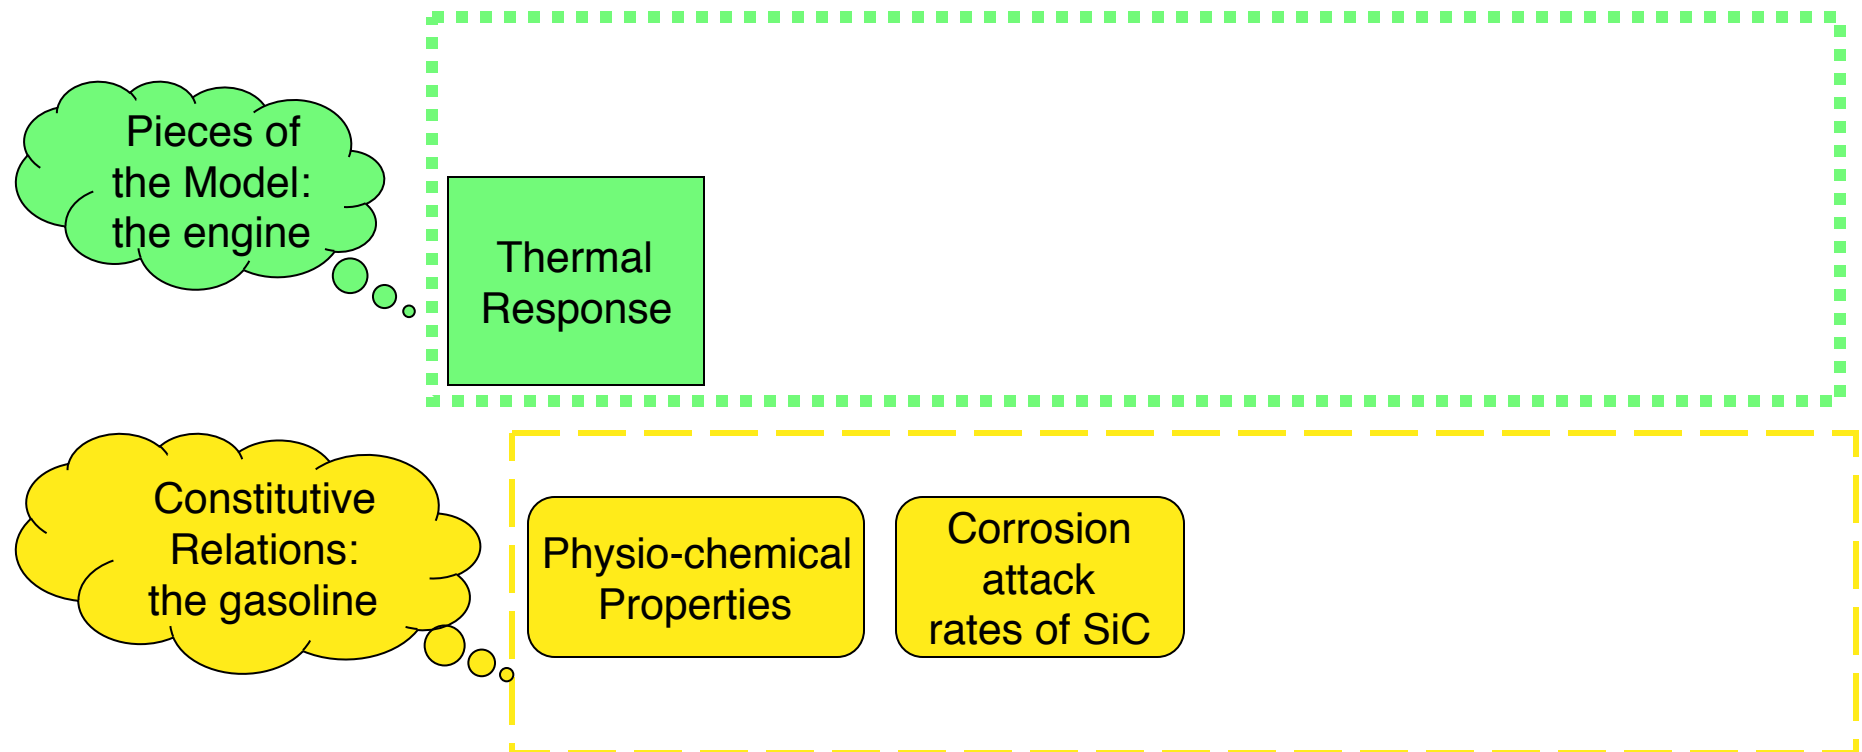 Pieces of
the Model:
the engine
Thermal
Response
Constitutive
Relations:
the gasoline
Physio-chemical
Properties
Corrosion
attack
rates of SiC